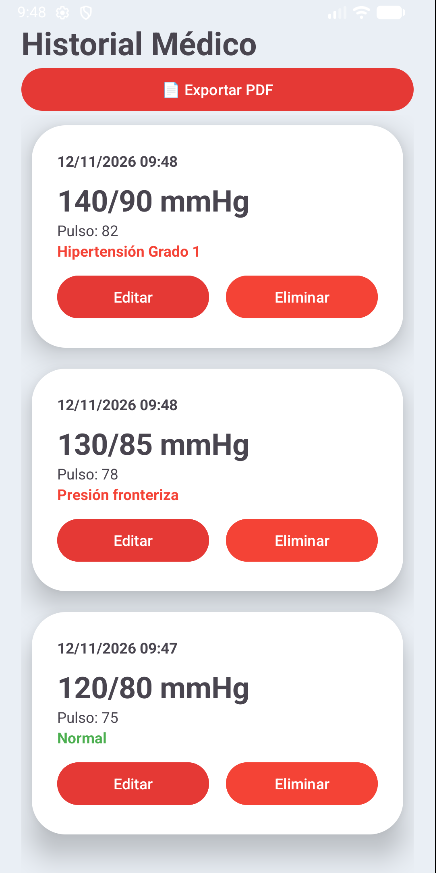 9:48
Historial Médico
📄 Exportar PDF
12/11/2026 09:48
140/90 mmHg
Pulso: 82
Hipertensión Grado 1
Editar Eliminar
12/11/2026 09:48
130/85 mmHg
Pulso: 78
Presión fronteriza
Editar Eliminar
12/11/2026 09:47
120/80 mmHg
Pulso: 75
Normal
Editar Eliminar